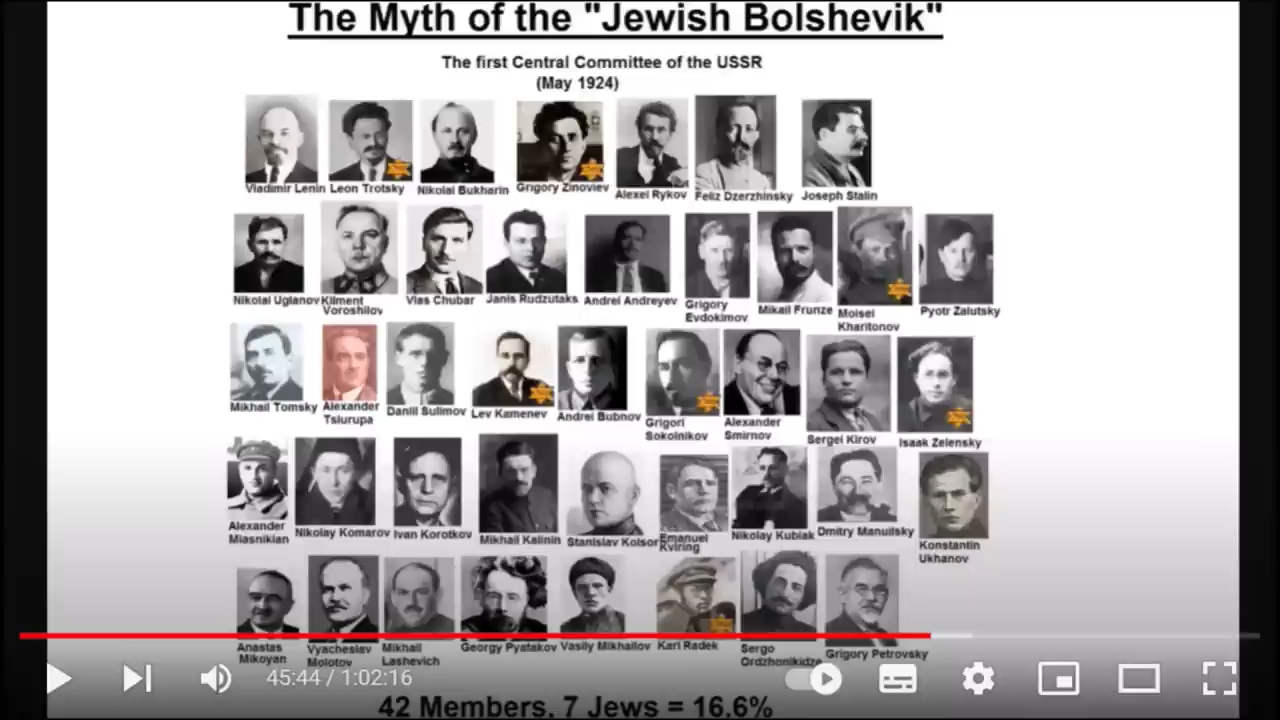 The Myth of the "Jewish Bolshevik"
The first Central Committee of the USSR
(May 1924)
Vladimir Lenin Leon Trotsky Nikolai Bukharin Grigory Zinoviev Alexei Rykov Feliz Dzerzhinsky Joseph Stalin
Nikolai Uglanov Kliment Voroshilov Vlas Chubar Janis Rudzutaks Andrei Andreyev Grigory Evdokimov Mikail Frunze Moisei Kharitonov Pyotr Zalutsky
Mikhail Tomsky Alexander Tsiurupa Daniil Sulimov Lev Kamenev Andrei Bubnov Grigori Sokolnikov Alexander Smirnov Sergei Kirov Isaak Zelensky
Alexander Miasnikian Nikolay Komarov Ivan Korotkov Mikhail Kalinin Stanislav Kosior Emanuel Kviring Nikolay Kubiak Dmitry Manuilsky Konstantin Ukhanov
Anastas Mikoyan Vyacheslav Molotov Mikhail Lashevich Georgy Pyatakov Vasily Mikhailov Karl Radek Sergo Ordzhonikidze Grigory Petrovsky
45:44 / 1:02:16
42 Members, 7 Jews = 16,6%